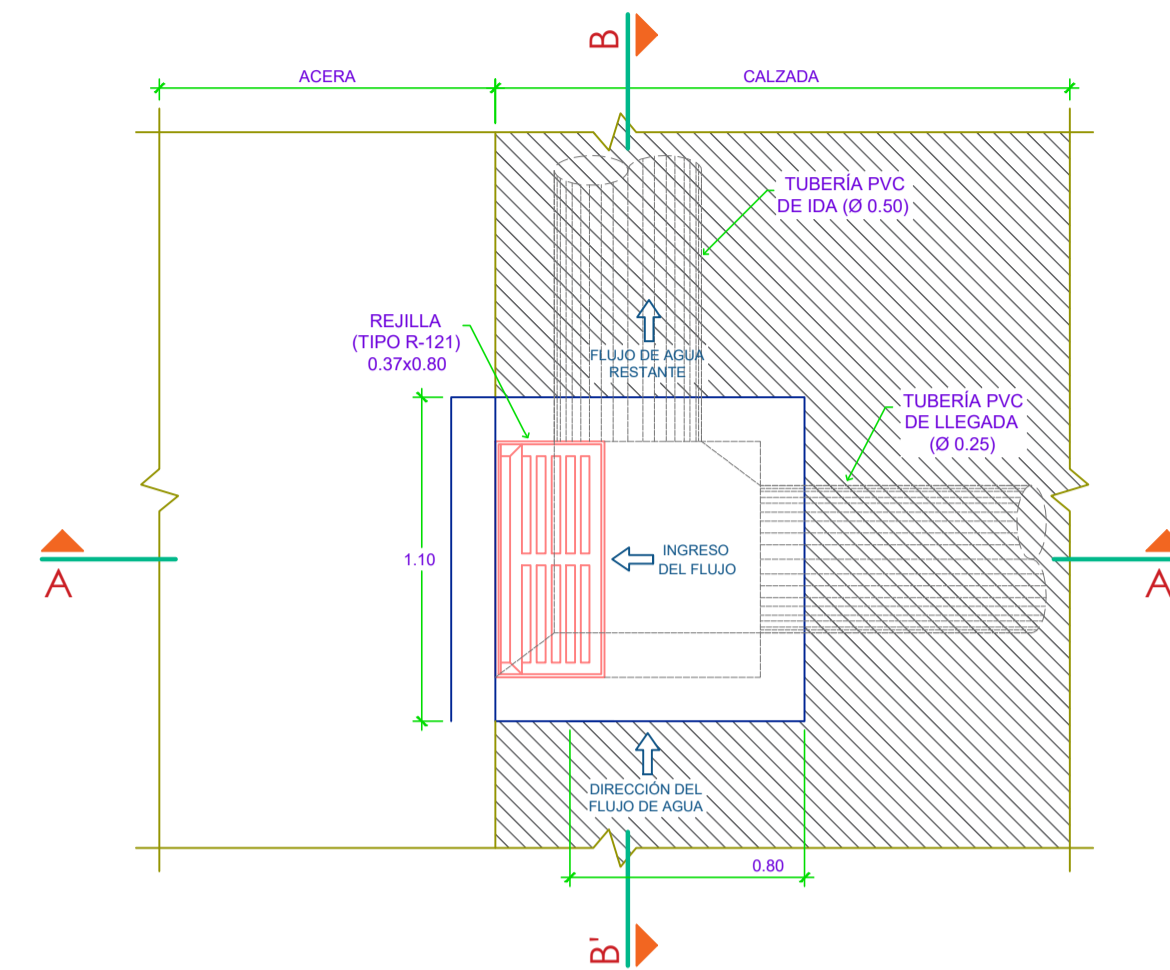 B
ACERA
CALZADA
TUBERÍA PVC
DE IDA (Ø 0.50)
REJILLA
(TIPO R-121)
0.37x0.80
FLUJO DE AGUA
RESTANTE
TUBERÍA PVC
DE LLEGADA
(Ø 0.25)
1.10
INGRESO
DEL FLUJO
A
A
DIRECCIÓN DEL
FLUJO DE AGUA
0.80
B'